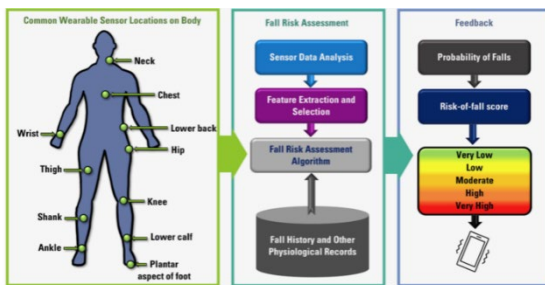 Common Wearable Sensor Locations on Body
Neck
Chest
Wrist
Lower back
Hip
Thigh
Knee
Shank
Lower calf
Ankle
Plantar
aspect of foot
Fall Risk Assessment
Sensor Data Analysis
Feature Extraction and
Selection
Fall Risk Assessment
Algorithm
Fall History and Other
Physiological Records
Feedback
Probability of Falls
Risk-of-fall score
Very Low
Low
Moderate
High
Very High